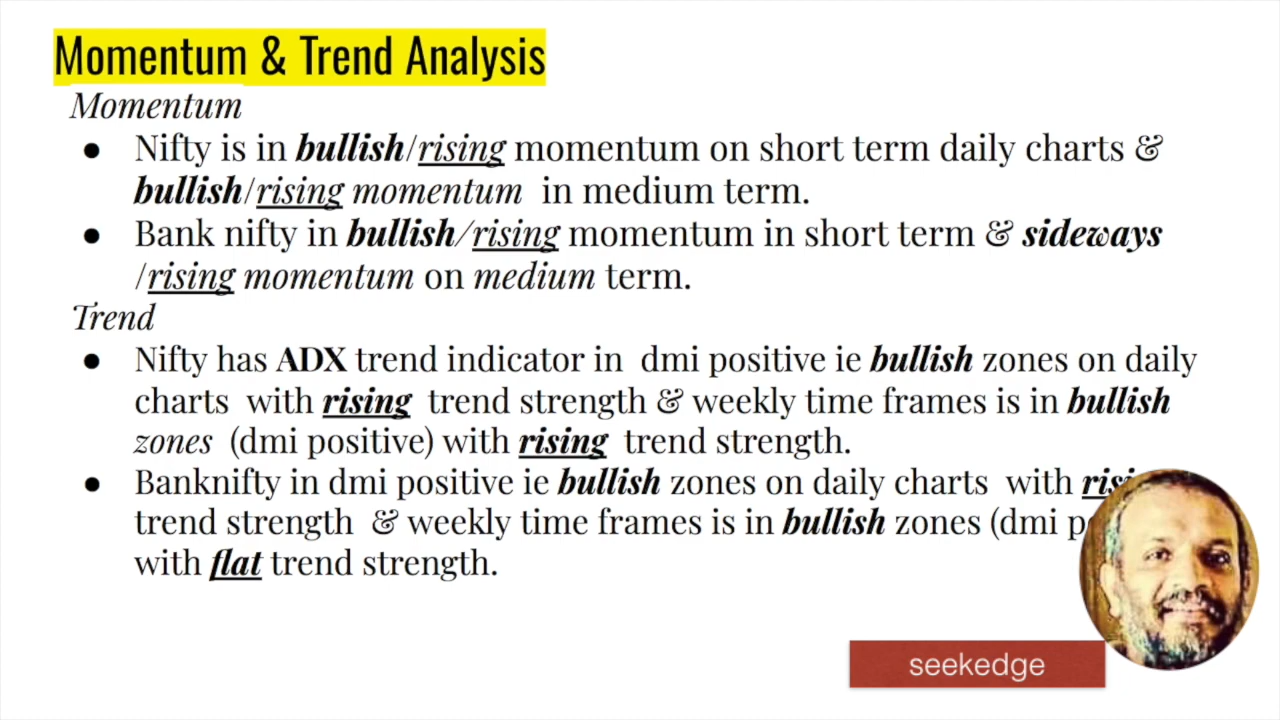 Momentum & Trend Analysis
Momentum
● Nifty is in bullish/rising momentum on short term daily charts &
bullish/rising momentum in medium term.
● Bank nifty in bullish/rising momentum in short term & sideways
/rising momentum on medium term.
Trend
● Nifty has ADX trend indicator in dmi positive ie bullish zones on daily
charts with rising trend strength & weekly time frames is in bullish
zones (dmi positive) with rising trend strength.
● Banknifty in dmi positive ie bullish zones on daily charts with
trend strength & weekly time frames is in bullish zones (dmi
with flat trend strength.
seekedge